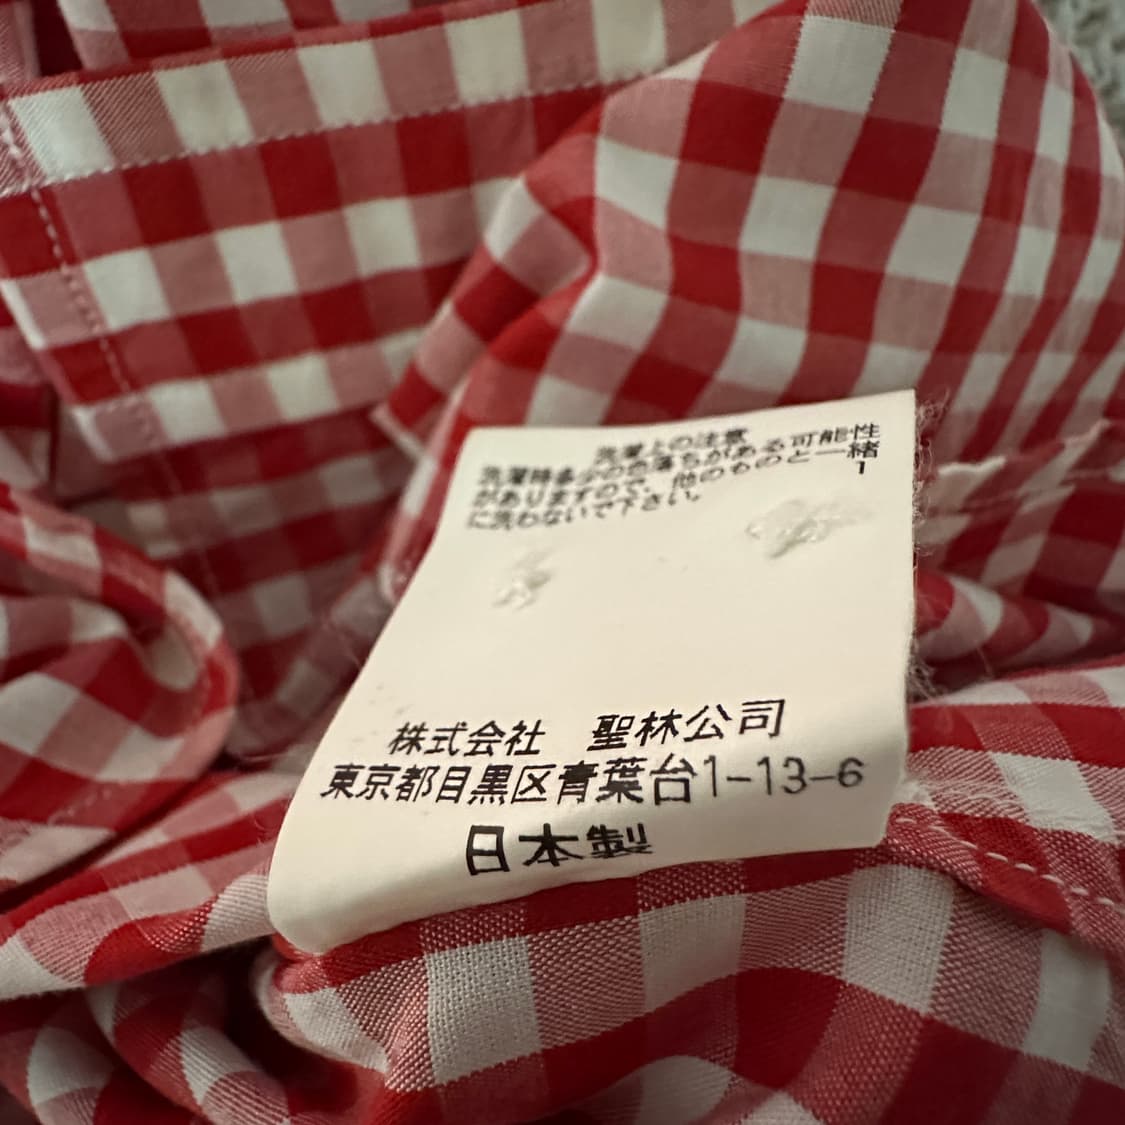 洗濯上の注意
洗濯時多少の色落ちがある可能性
がありますので、他のものと一緒
に洗わないで下さい。
1
株式会社 聖林公司
東京都目黒区青葉台1-13-6
日本製